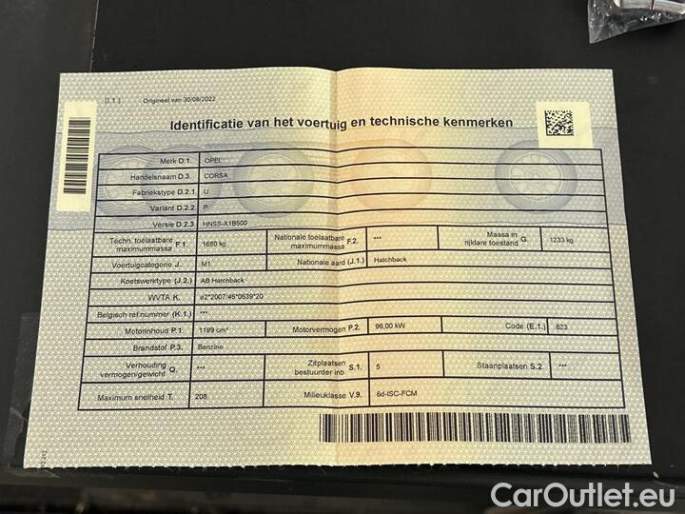 (I.1.) Origineel van 30/08/2022
Identificatie van het voertuig en technische kenmerken
Merk D.1. OPEL
Handelsnaam D.3. CORSA
Fabriekstype D.2.1 U
Variant D.2.2 P
Versie D.2.3 HNSS-X1B500
Techn. toelaatbare maximummassa F.1. 1680 kg Nationale toelaatbare maximummassa F.2. *** Massa in rijklare toestand G. 1233 kg
Voertuigcategorie J. M1 Nationale aard (J.1.) Hatchback
Koetswerktype (J.2.) AB Hatchback
WVTA K. e2*2007/46*0639*20
Belgisch ref.nummer (K.1.) ***
Motorinhoud P.1. 1199 cm³ Motorvermogen P.2. 96,00 kW Code (E.1.) 633
Brandstof P.3. Benzine
Verhouding vermogen/gewicht Q. *** Zitplaatsen bestuurder inb. S.1. 5 Staanplaatsen S.2. ***
Maximum snelheid T. 208 Milieuklasse V.9. 6d-ISC-FCM
CarOutlet.eu